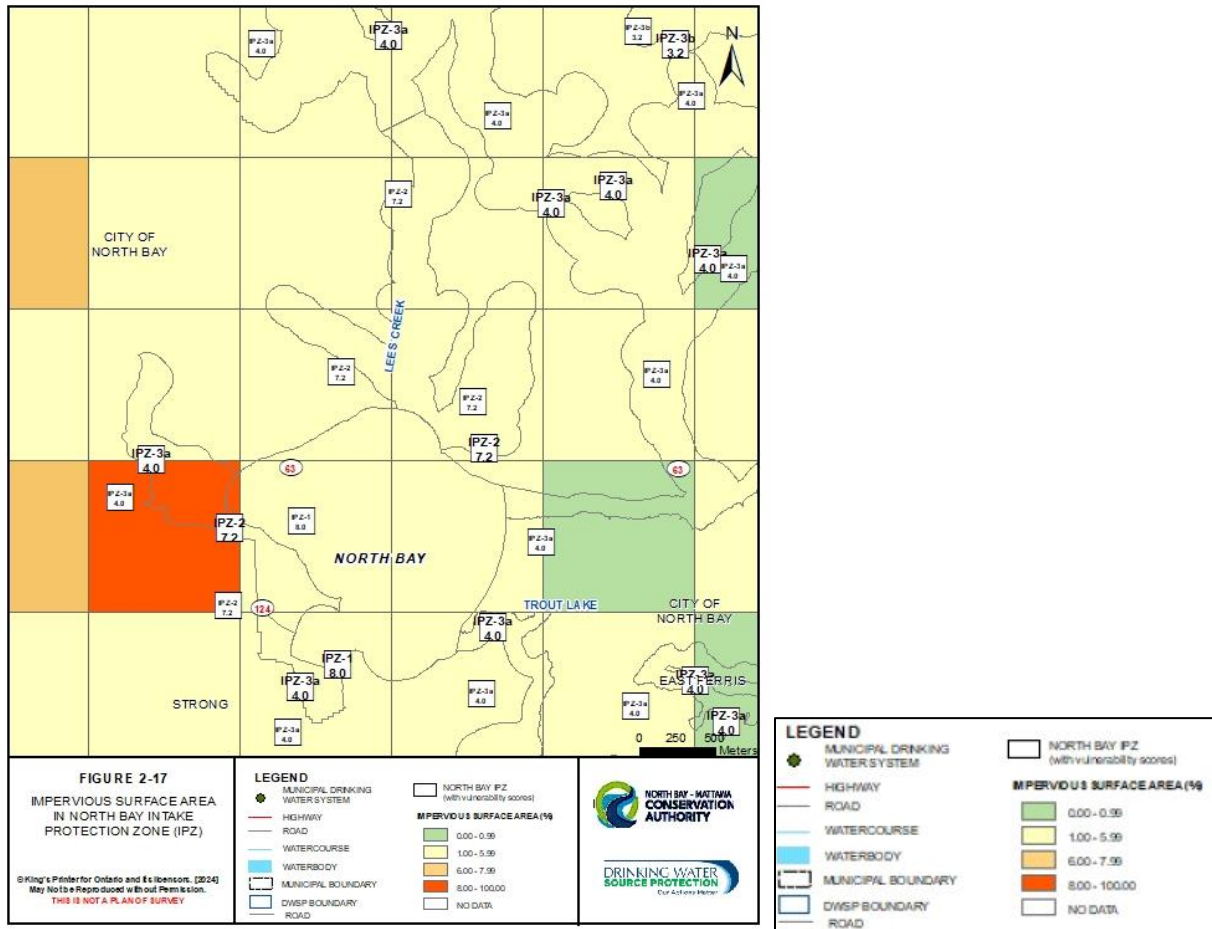 IPZ-3a
4.0
IPZ-3a
4.0
IPZ-3b
3.2
IPZ-3b
3.2
N
IPZ-3a
4.0
IPZ-3a
4.0
IPZ-2
7.2
IPZ-3a
4.0
IPZ-3a
4.0
CITY OF
NORTH BAY
IPZ-3a
4.0
IPZ-3a
4.0
LEES CREEK
IPZ-2
7.2
IPZ-3a
4.0
IPZ-2
7.2
IPZ-2
7.2
IPZ-3a
4.0
63
63
IPZ-3a
4.0
IPZ-1
8.0
IPZ-2
7.2
IPZ-3a
4.0
NORTH BAY
IPZ-2
7.2
124
TROUT LAKE
CITY OF
NORTH BAY
IPZ-3a
4.0
IPZ-1
8.0
IPZ-3a
4.0
IPZ-3a
4.0
EAST FERRIS
IPZ-3a
4.0
IPZ-3a
4.0
STRONG
IPZ-3a
4.0
IPZ-3a
4.0
0 250 500
Meters
FIGURE 2-17
IMPERVIOUS SURFACE AREA
IN NORTH BAY INTAKE
PROTECTION ZONE (IPZ)
©King's Printer for Ontario and its licensors. [2024]
May Not be Reproduced without Permission.
THIS IS NOT A PLAN OF SURVEY
LEGEND
MUNICIPAL DRINKING
WATER SYSTEM
HIGHWAY
ROAD
WATERCOURSE
WATERBODY
MUNICIPAL BOUNDARY
DWSP BOUNDARY
ROAD
NORTH BAY IPZ
(with vulnerability scores)
IMPERVIOUS SURFACE AREA (%)
0.00 - 0.99
1.00 - 5.99
6.00 - 7.99
8.00 - 100.00
NO DATA
NORTH BAY - MATTAWA
CONSERVATION
AUTHORITY
DRINKING WATER
SOURCE PROTECTION
Our Actions Matter
LEGEND
MUNICIPAL DRINKING
WATER SYSTEM
HIGHWAY
ROAD
WATERCOURSE
WATERBODY
MUNICIPAL BOUNDARY
DWSP BOUNDARY
ROAD
NORTH BAY IPZ
(with vulnerability scores)
IMPERVIOUS SURFACE AREA (%)
0.00 - 0.99
1.00 - 5.99
6.00 - 7.99
8.00 - 100.00
NO DATA